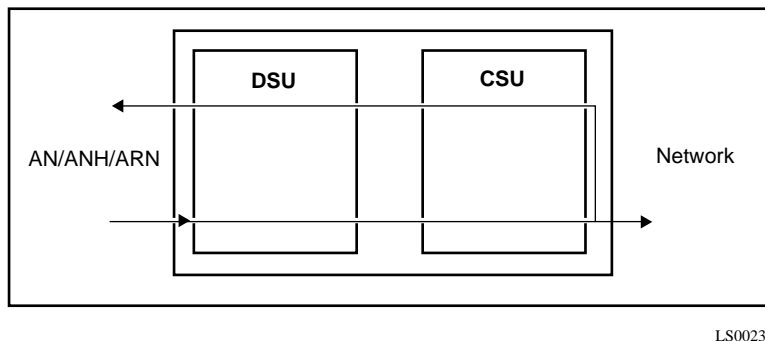 DSU
CSU
AN/ANH/ARN
Network
LS0023